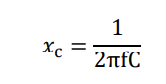 x_c = 1/(2πfC)